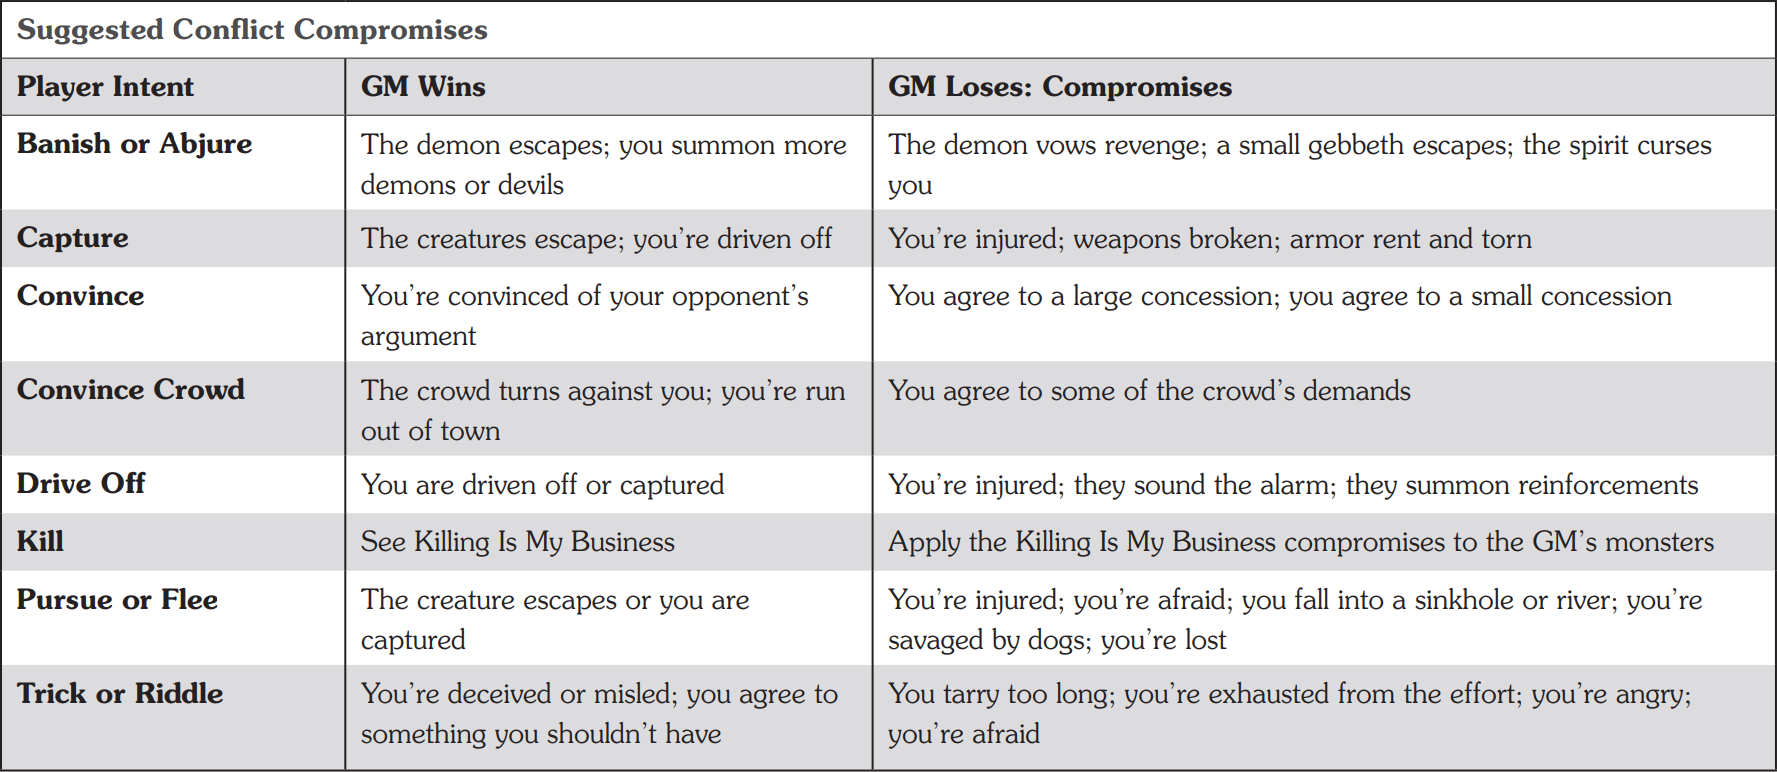 Suggested Conflict Compromises
Player Intent GM Wins GM Loses: Compromises
Banish or Abjure The demon escapes; you summon more The demon vows revenge; a small gebbeth escapes; the spirit curses
demons or devils you
Capture The creatures escape; you’re driven off You’re injured; weapons broken; armor rent and torn
Convince You’re convinced of your opponent’s You agree to a large concession; you agree to a small concession
argument
Convince Crowd The crowd turns against you; you’re run You agree to some of the crowd’s demands
out of town
Drive Off You are driven off or captured You’re injured; they sound the alarm; they summon reinforcements
Kill See Killing Is My Business Apply the Killing Is My Business compromises to the GM’s monsters
Pursue or Flee The creature escapes or you are You’re injured; you’re afraid; you fall into a sinkhole or river; you’re
captured savaged by dogs; you’re lost
Trick or Riddle You’re deceived or misled; you agree to You tarry too long; you’re exhausted from the effort; you’re angry;
something you shouldn’t have you’re afraid